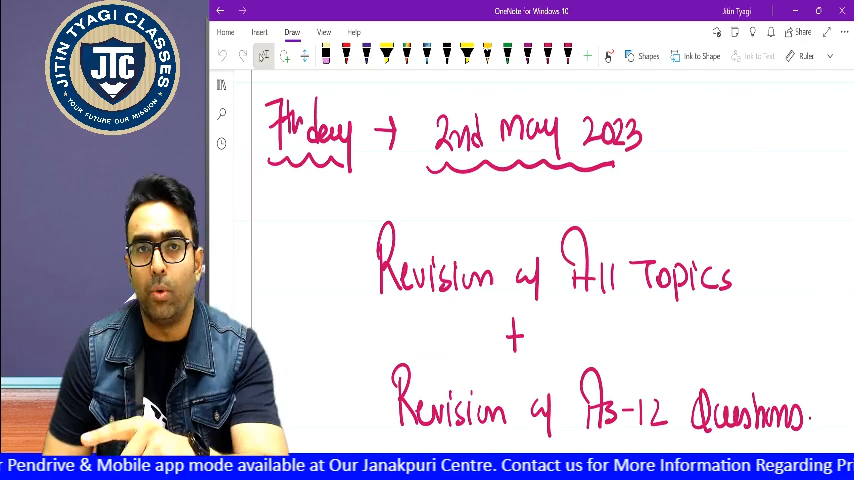 JITIN TYAGI CLASSES
JTC
"YOUR FUTURE OUR MISSION"
OneNote for Windows 10
Jitin Tyagi
Home Insert Draw View
Share
Shapes Ink to Shape Ink to Text Ruler
7th day → 2nd May 2023
Revision of All Topics
+
Revision of As-12 Questions.
r Pendrive & Mobile app mode available at Our Janakpuri Centre. Contact us for More Information Regarding Pr